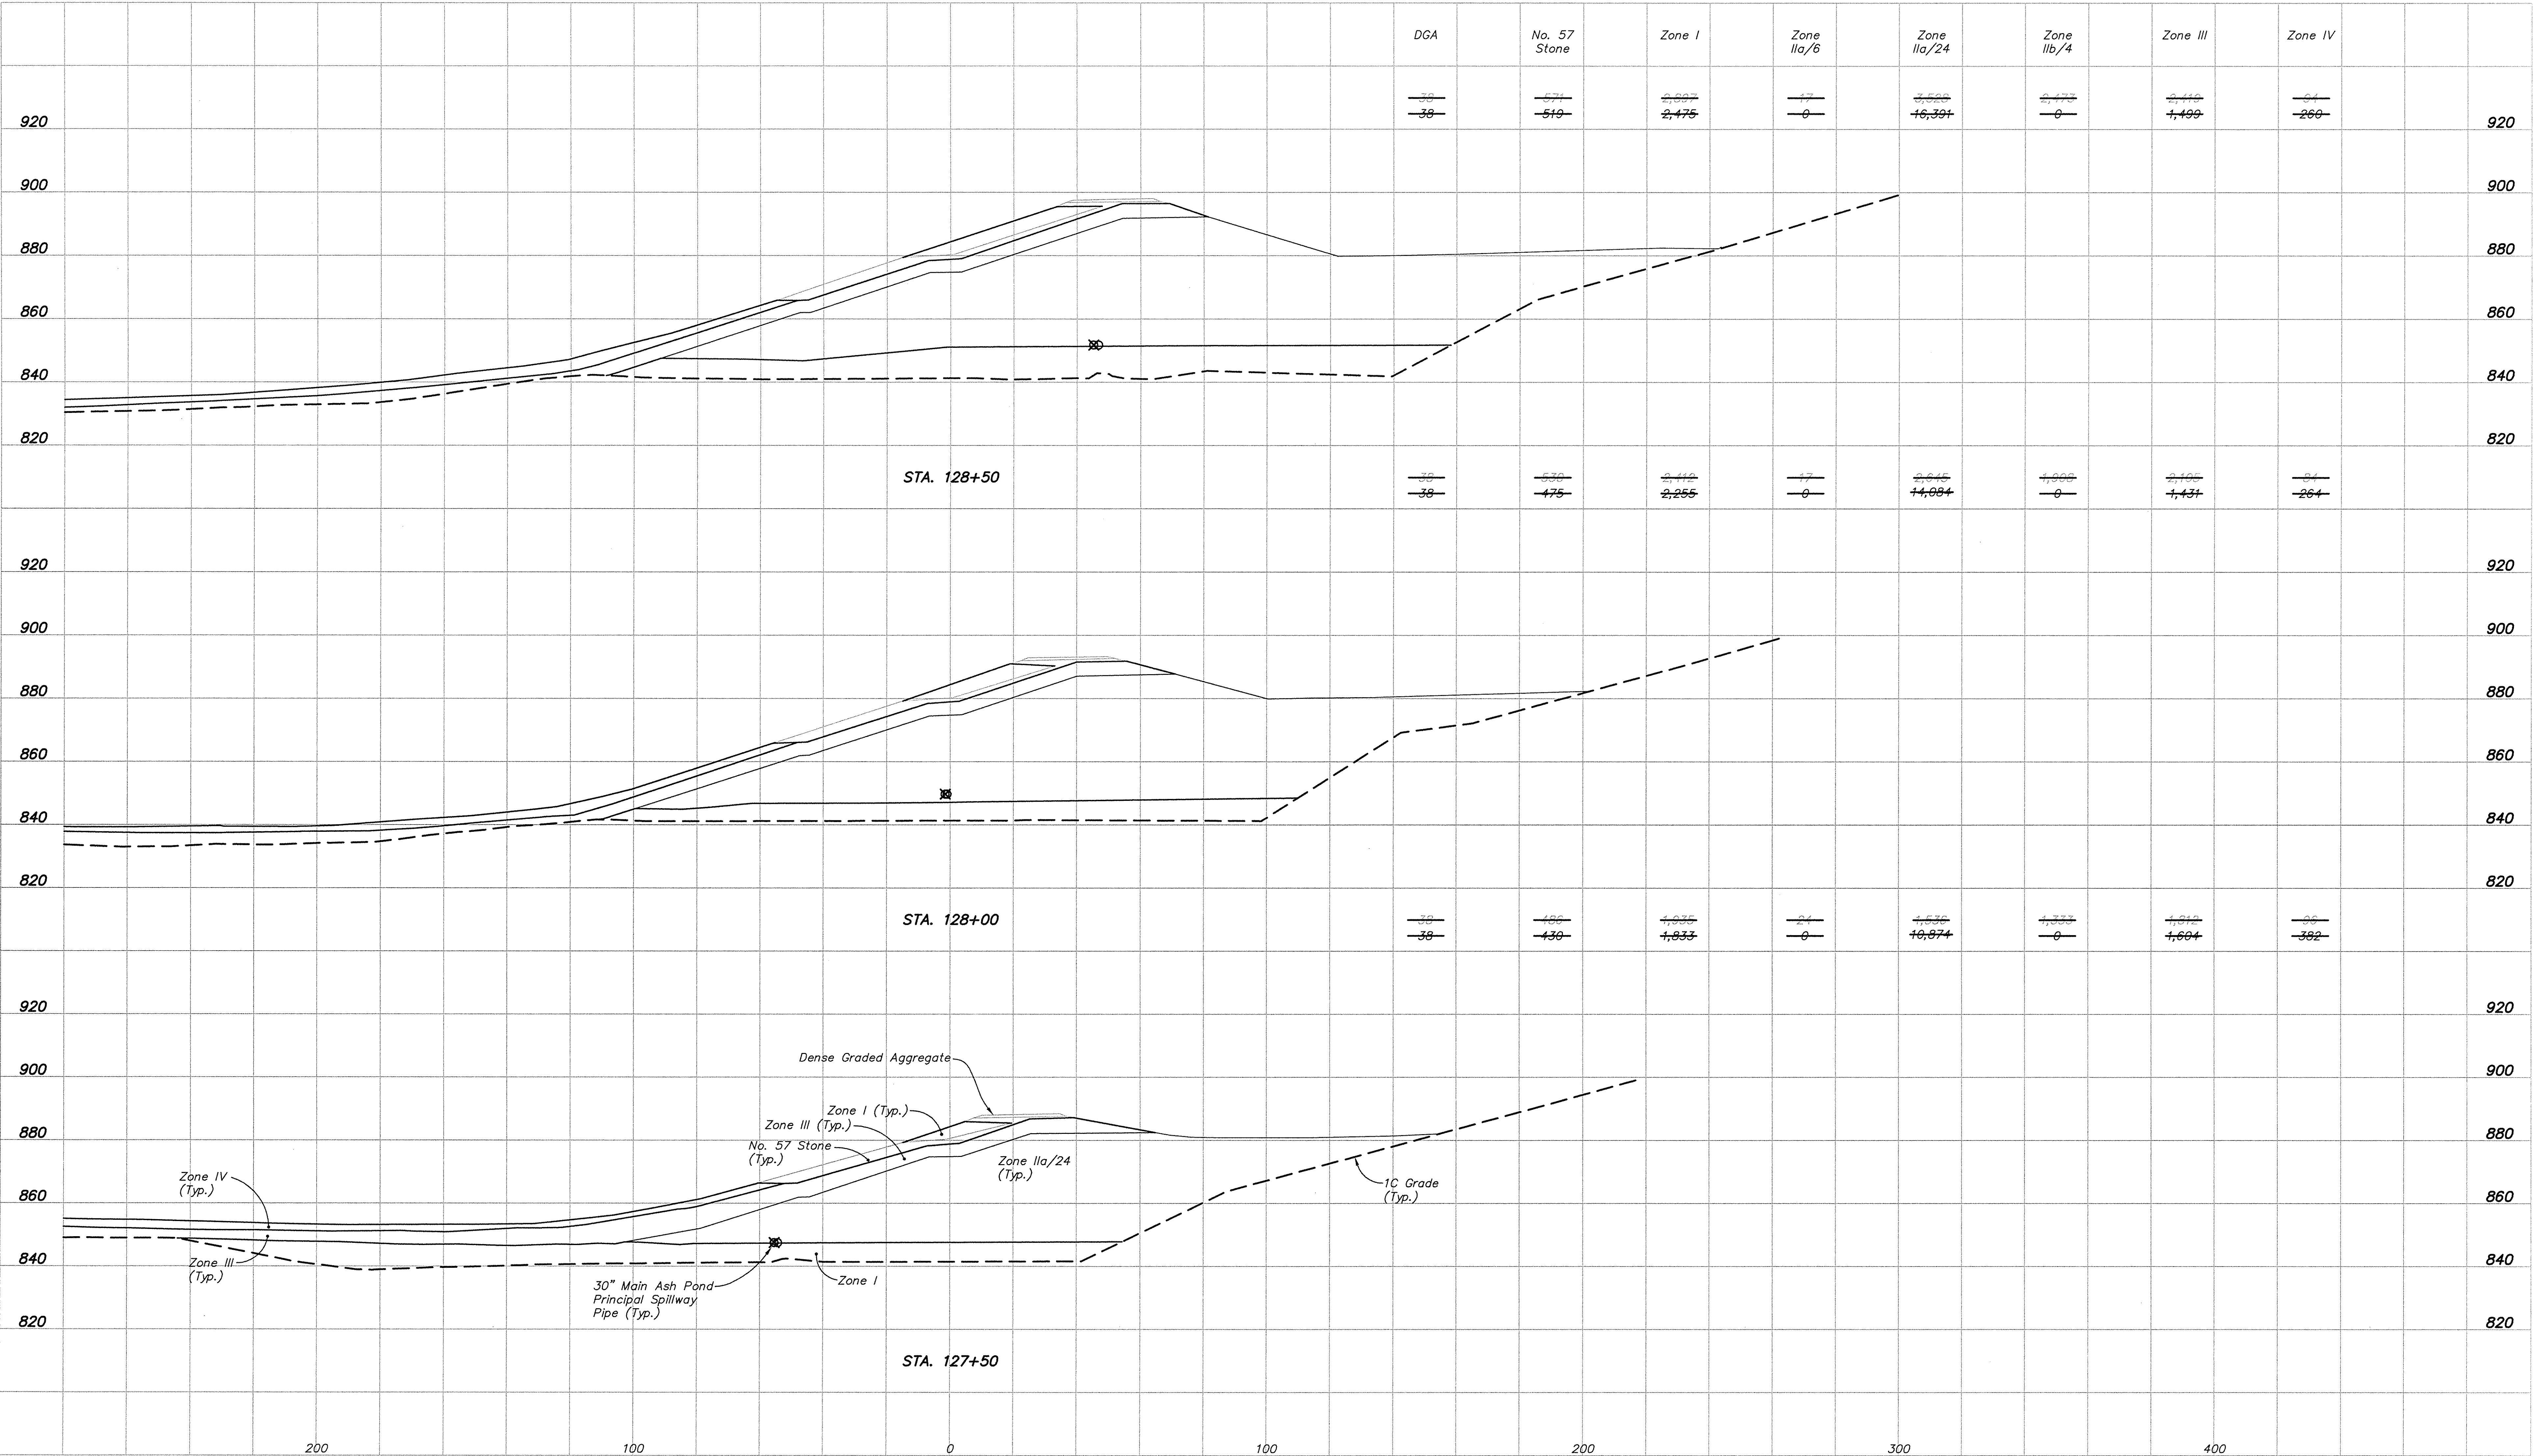 DGA No. 57 Zone I Zone Zone Zone Zone III Zone IV
Stone IIa/6 IIa/24 IIb/4
38 571 17 94
38 519 2,475 0 16,391 0 1,499 260
920 920
900 900
880 880
860 860
840 840
820 820
STA. 128+50
38 17 84
38 475 2,255 0 14,084 0 1,431 264
920 920
900 900
880 880
860 860
840 840
820 820
STA. 128+00
38 24
38 430 1,833 0 10,874 0 1,604 382
920 920
Dense Graded Aggregate
900 900
Zone I (Typ.)
Zone III (Typ.)
880 880
No. 57 Stone
(Typ.)
Zone IIa/24
(Typ.)
Zone IV
(Typ.)
1C Grade
(Typ.)
860 860
840 840
Zone III
(Typ.)
Zone I
30" Main Ash Pond
Principal Spillway
Pipe (Typ.)
820 820
STA. 127+50
200 100 0 100 200 300 400